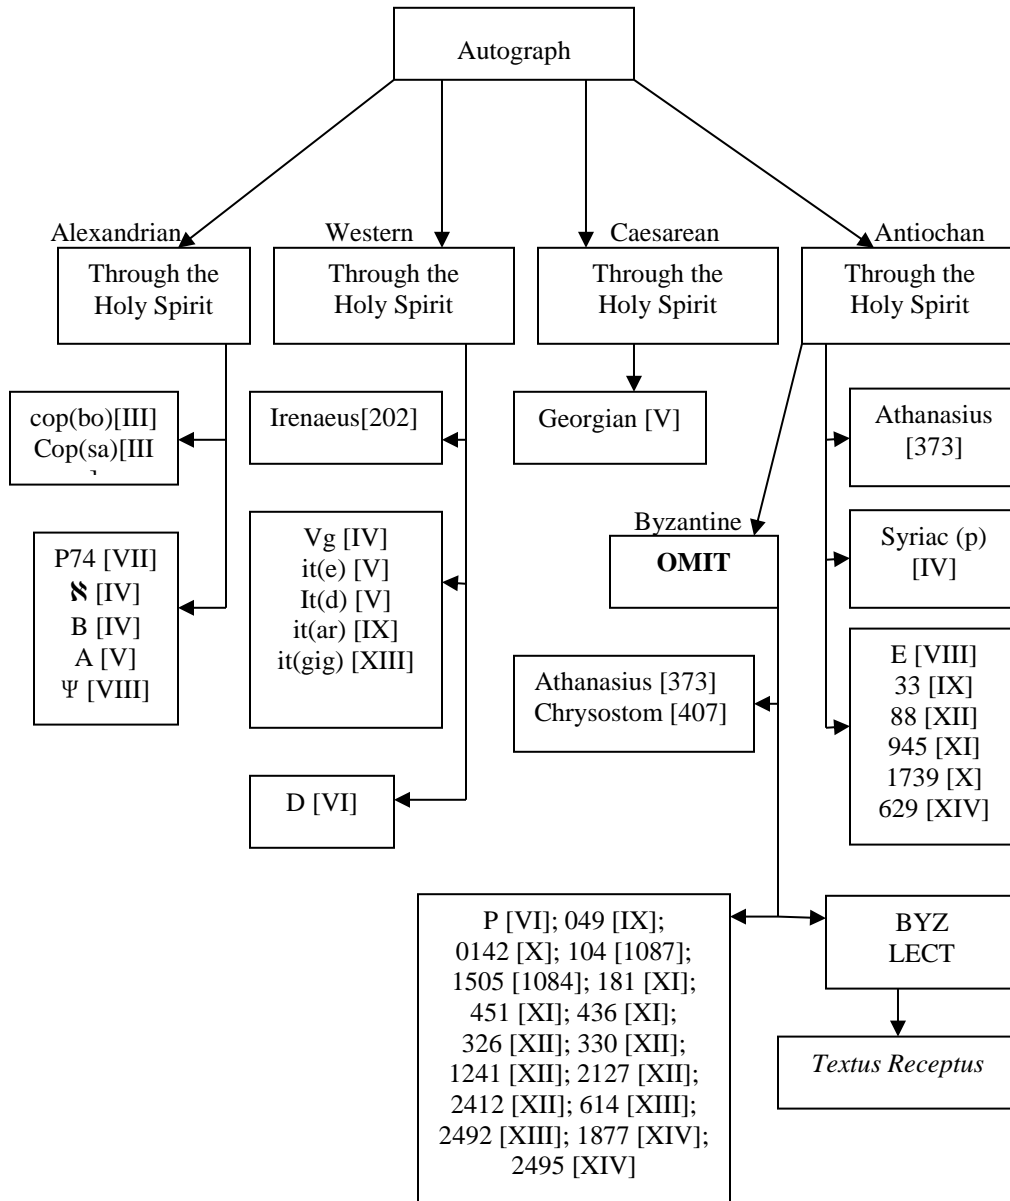 Autograph
Alexandrian
Through the
Holy Spirit
Western
Through the
Holy Spirit
Caesarean
Through the
Holy Spirit
Antiochan
Through the
Holy Spirit
cop(bo)[III]
Cop(sa)[III
]
P74 [VII]
ℵ [IV]
B [IV]
A [V]
Ψ [VIII]
Irenaeus[202]
Vg [IV]
it(e) [V]
It(d) [V]
it(ar) [IX]
it(gig) [XIII]
D [VI]
Georgian [V]
Byzantine
OMIT
Athanasius [373]
Chrysostom [407]
Athanasius
[373]
Syriac (p)
[IV]
E [VIII]
33 [IX]
88 [XII]
945 [XI]
1739 [X]
629 [XIV]
P [VI]; 049 [IX];
0142 [X]; 104 [1087];
1505 [1084]; 181 [XI];
451 [XI]; 436 [XI];
326 [XII]; 330 [XII];
1241 [XII]; 2127 [XII];
2412 [XII]; 614 [XIII];
2492 [XIII]; 1877 [XIV];
2495 [XIV]
BYZ
LECT
Textus Receptus